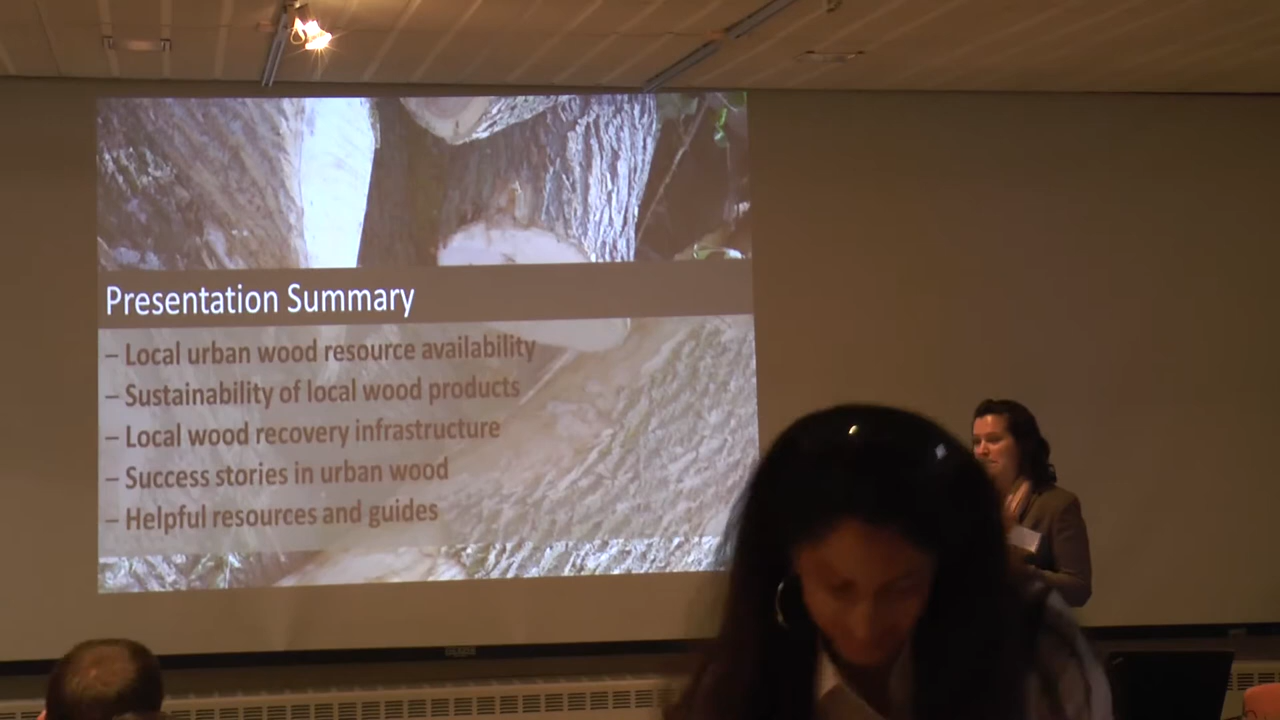 Presentation Summary
– Local urban wood resource availability
– Sustainability of local wood products
– Local wood recovery infrastructure
– Success stories in urban wood
– Helpful resources and guides